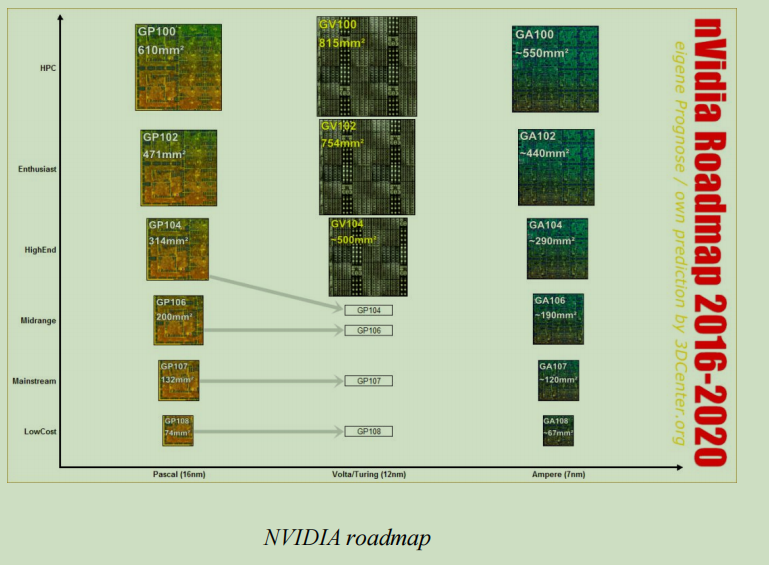 HPC
GP100
610mm²
GV100
815mm²
GA100
~550mm²
Enthusiast
GP102
471mm²
GV102
754mm²
GA102
~440mm²
HighEnd
GP104
314mm²
GV104
~500mm²
GA104
~290mm²
Midrange
GP106
200mm²
GP104
GP106
GA106
~190mm²
Mainstream
GP107
132mm²
GP107
GA107
~120mm²
LowCost
GP108
74mm²
GP108
GA108
~67mm²
Pascal (16nm)
Volta/Turing (12nm)
Ampere (7nm)
nVidia Roadmap 2016-2020
eigene Prognose / own prediction by 3DCenter.org
NVIDIA roadmap